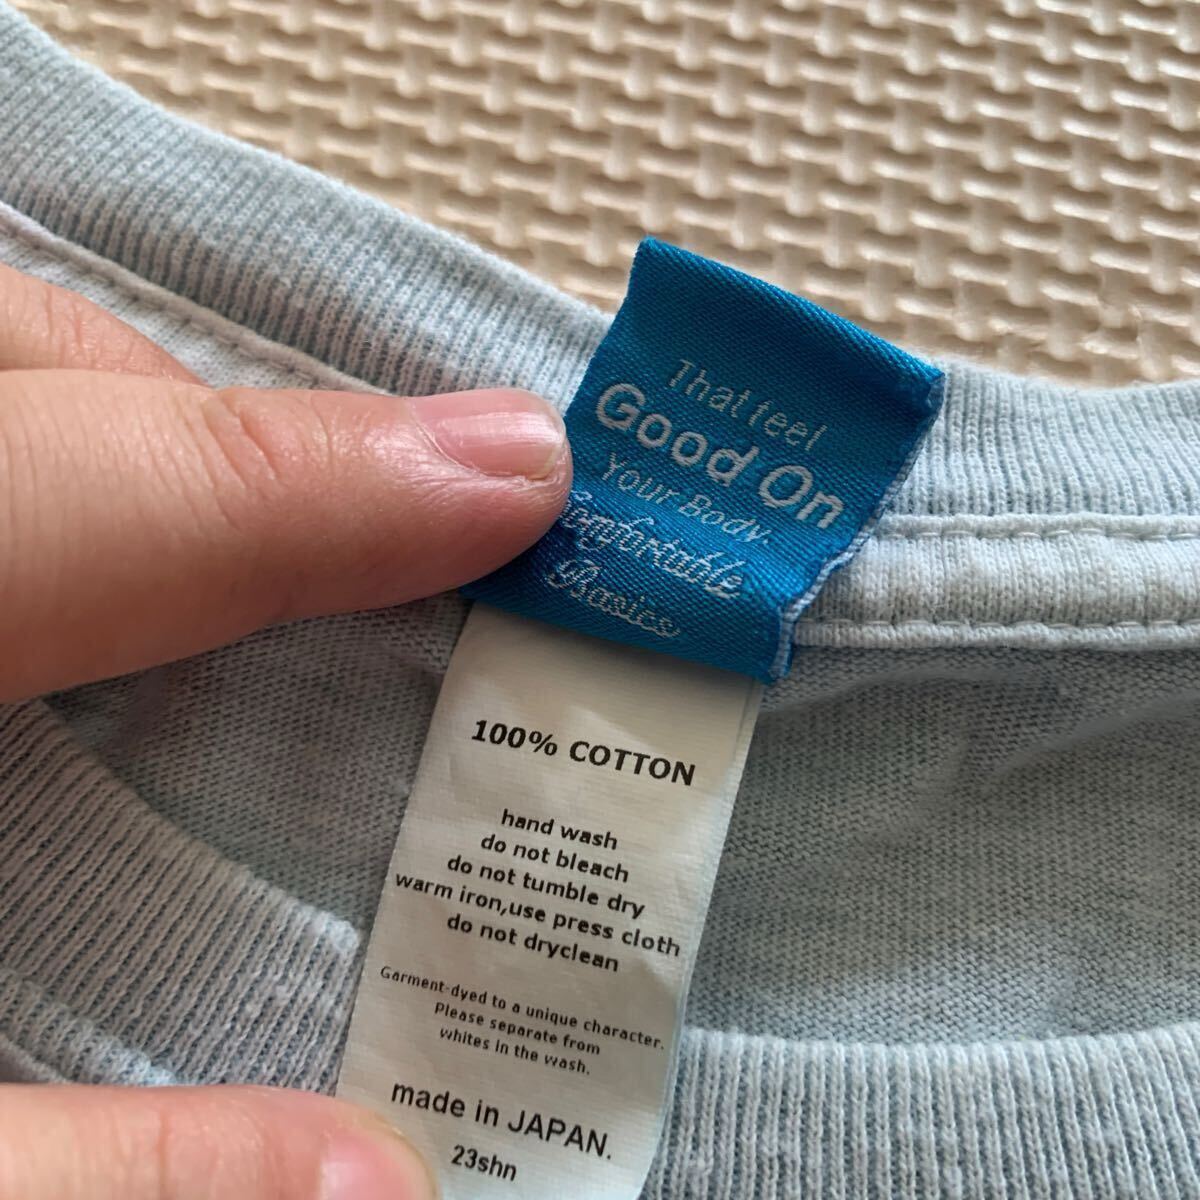 That feel
Good On
Your Body.
Comfortable
Basics
100% COTTON
hand wash
do not bleach
do not tumble dry
warm iron,use press cloth
do not dryclean
Garment-dyed to a unique character.
Please separate from
whites in the wash.
made in JAPAN.
23shn